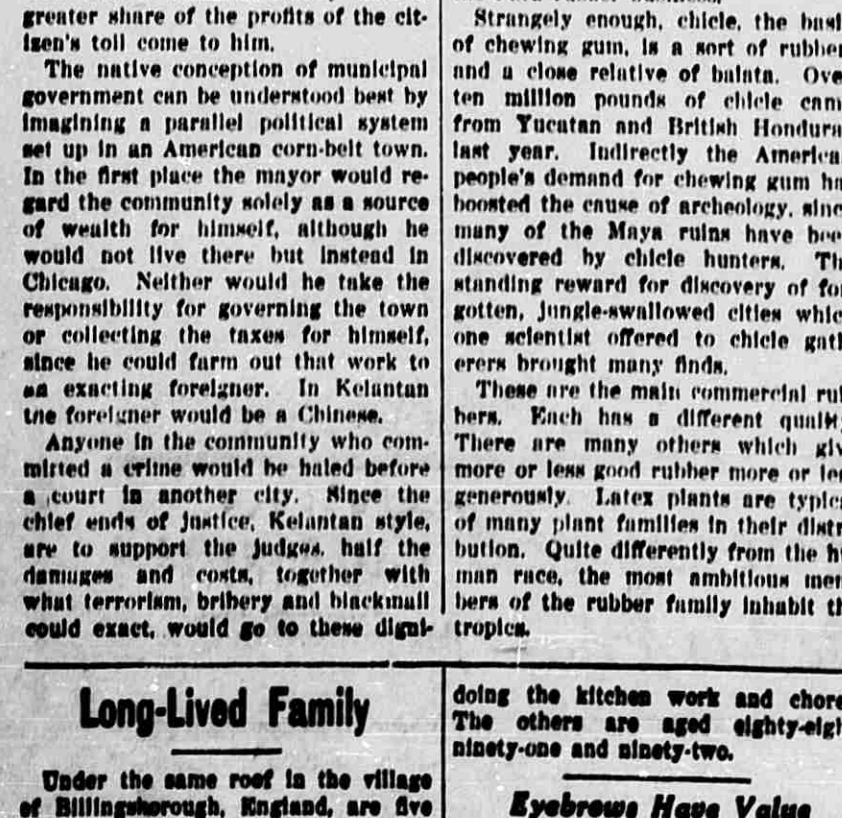 greater share of the profits of the cit-
izen's toll come to him.
The native conception of municipal
government can be understood best by
imagining a parallel political system
set up in an American corn-belt town.
In the first place the mayor would re-
gard the community solely as a source
of wealth for himself, although he
would not live there but instead in
Chicago. Neither would he take the
responsibility for governing the town
or collecting the taxes for himself,
since he could farm out that work to
an exacting foreigner. In Kelantan
the foreigner would be a Chinese.
Anyone in the community who com-
mitted a crime would be haled before
a court in another city. Since the
chief ends of justice, Kelantan style,
are to support the judges, half the
damages and costs, together with
what terrorism, bribery and blackmail
could exact, would go to these digni-
Strangely enough, chicle, the basi
of chewing gum, is a sort of rubber
and a close relative of balata. Ove
ten million pounds of chicle cam
from Yucatan and British Hondura
last year. Indirectly the America
people's demand for chewing gum ha
boosted the cause of archeology, sinc
many of the Maya ruins have bee
discovered by chicle hunters. Th
standing reward for discovery of for
gotten, jungle-swallowed cities whic
one scientist offered to chicle gath
erers brought many finds.
These are the main commercial rub
bers. Each has a different quality
There are many others which giv
more or less good rubber more or les
generously. Latex plants are typica
of many plant families in their distr
bution. Quite differently from the hu
man race, the most ambitious mem
bers of the rubber family inhabit th
tropics.
Long-Lived Family
Under the same roof in the village
of Billingsborough, England, are five
doing the kitchen work and chore
The others are aged eighty-eigh
ninety-one and ninety-two.
Eyebrows Have Value